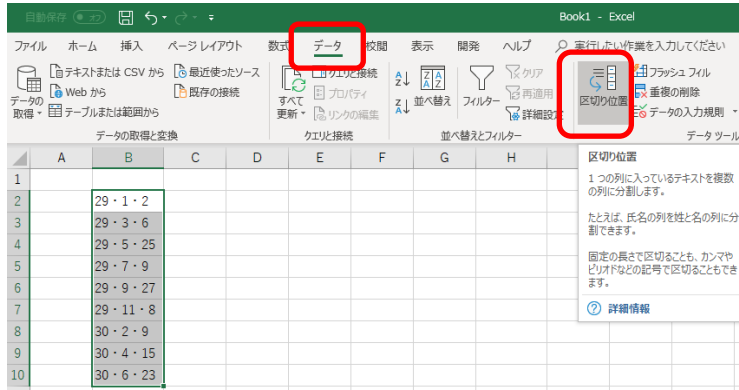 自動保存 オフ Book1 - Excel
ファイル ホーム 挿入 ページ レイアウト 数式 データ 校閲 表示 開発 ヘルプ 実行したい作業を入力してください
データの取得
テキストまたは CSV から
Web から
テーブルまたは範囲から
最近使ったソース
既存の接続
データの取得と変換
すべて更新
クエリと接続
プロパティ
リンクの編集
クエリと接続
並べ替え
フィルター
クリア
再適用
詳細設定
並べ替えとフィルター
区切り位置
フラッシュ フィル
重複の削除
データの入力規則
データ ツール
A B C D E F G H
1
2 29・1・2
3 29・3・6
4 29・5・25
5 29・7・9
6 29・9・27
7 29・11・8
8 30・2・9
9 30・4・15
10 30・6・23
区切り位置
1 つの列に入っているテキストを複数
の列に分割します。
たとえば、氏名の列を姓と名の列に分
割できます。
固定の長さで区切ることも、カンマや
ピリオドなどの記号で区切ることもでき
ます。
詳細情報